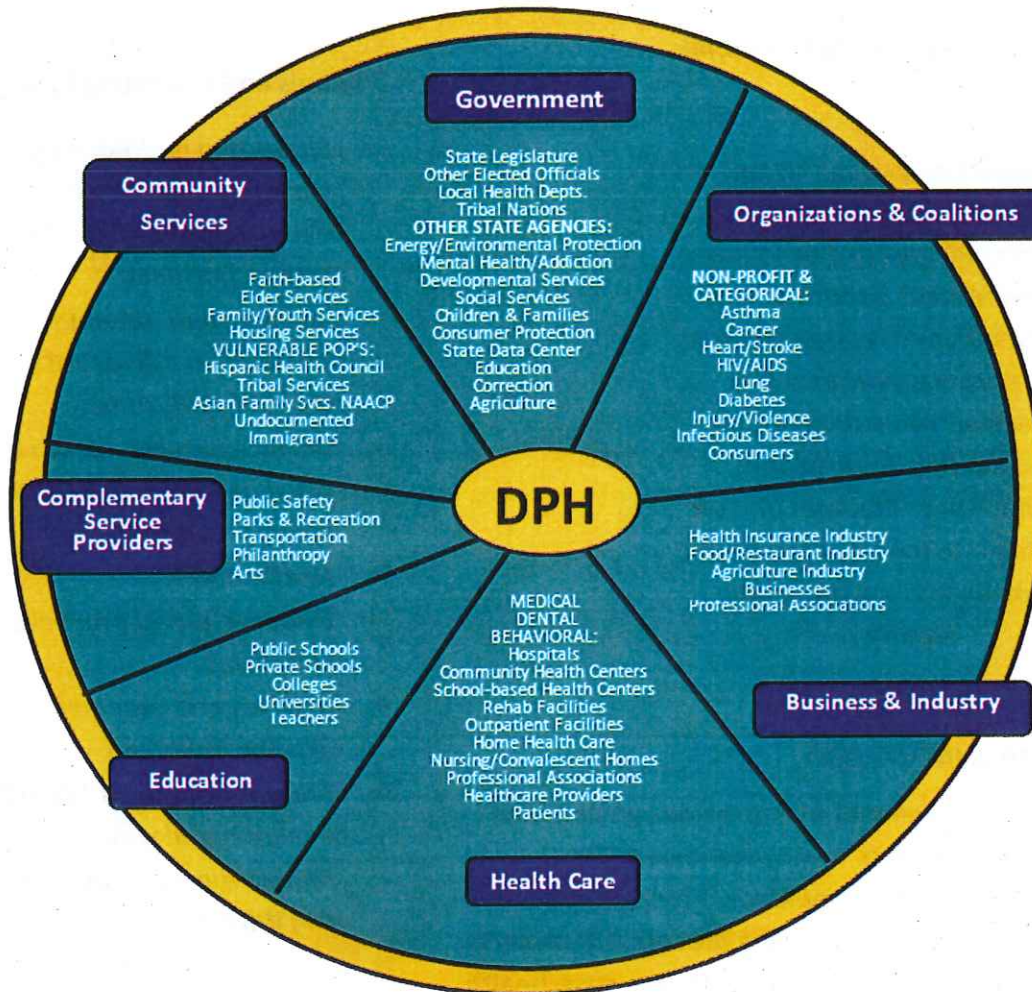 Government
State Legislature
Other Elected Officials
Local Health Depts.
Tribal Nations
OTHER STATE AGENCIES:
Energy/Environmental Protection
Mental Health/Addiction
Developmental Services
Social Services
Children & Families
Consumer Protection
State Data Center
Education
Correction
Agriculture
Organizations & Coalitions
NON-PROFIT &
CATEGORICAL:
Asthma
Cancer
Heart/Stroke
HIV/AIDS
Lung
Diabetes
Injury/Violence
Infectious Diseases
Consumers
Health Insurance Industry
Food/Restaurant Industry
Agriculture Industry
Businesses
Professional Associations
Business & Industry
MEDICAL
DENTAL
BEHAVIORAL:
Hospitals
Community Health Centers
School-based Health Centers
Rehab Facilities
Outpatient Facilities
Home Health Care
Nursing/Convalescent Homes
Professional Associations
Healthcare Providers
Patients
Health Care
Public Schools
Private Schools
Colleges
Universities
Teachers
Education
Complementary
Service
Providers
Public Safety
Parks & Recreation
Transportation
Philanthropy
Arts
Community
Services
Faith-based
Elder Services
Family/Youth Services
Housing Services
VULNERABLE POP'S:
Hispanic Health Council
Tribal Services
Asian Family Svcs. NAACP
Undocumented
Immigrants
DPH